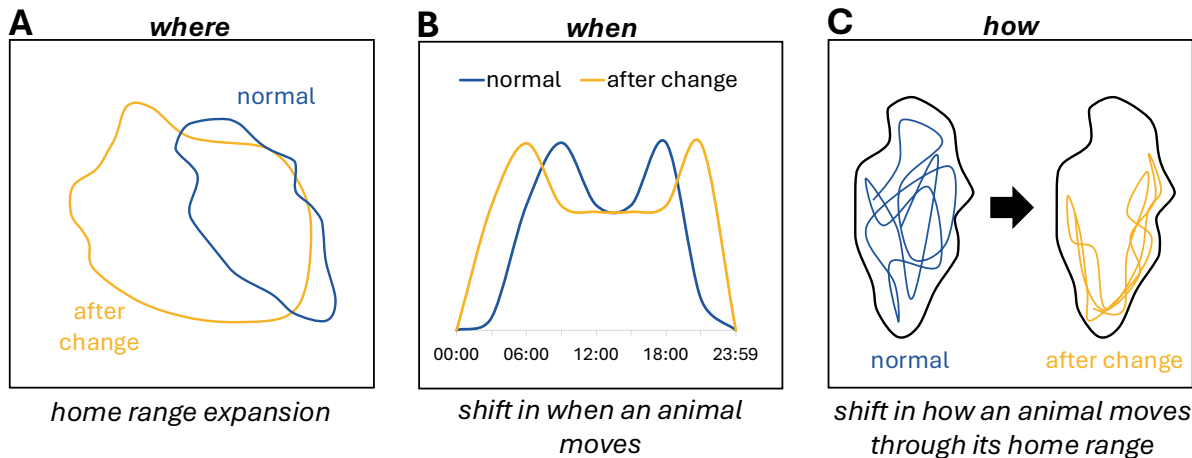 A
where
normal
after
change
home range expansion
B
when
normal
after change
00:00
06:00
12:00
18:00
23:59
shift in when an animal
moves
C
how
normal
after change
shift in how an animal moves
through its home range